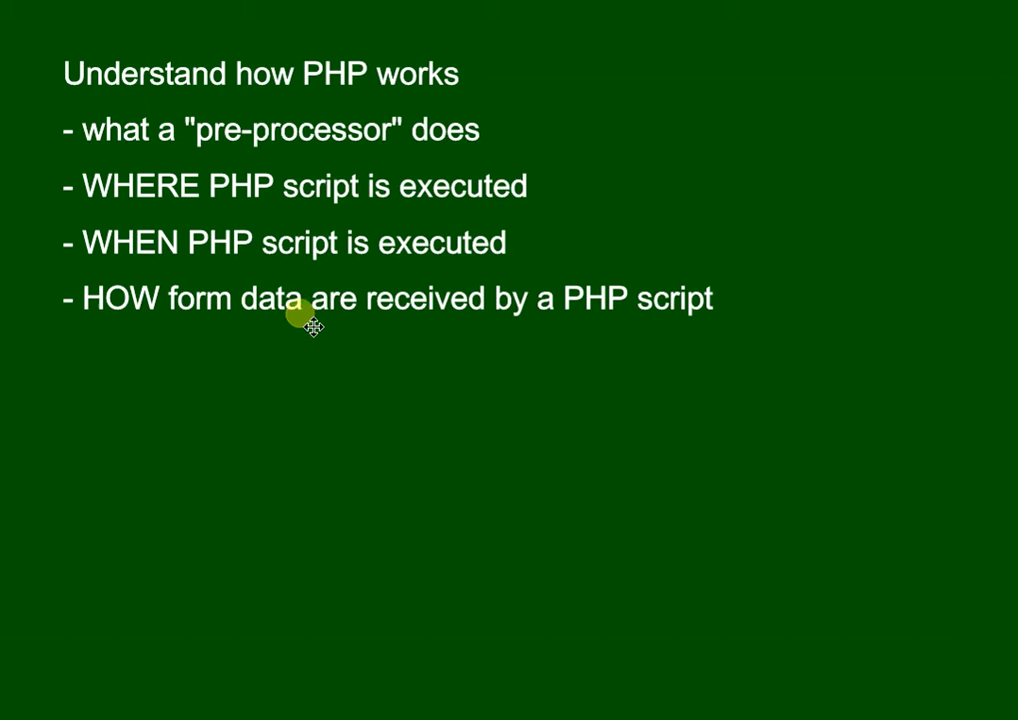 Understand how PHP works
- what a "pre-processor" does
- WHERE PHP script is executed
- WHEN PHP script is executed
- HOW form data are received by a PHP script